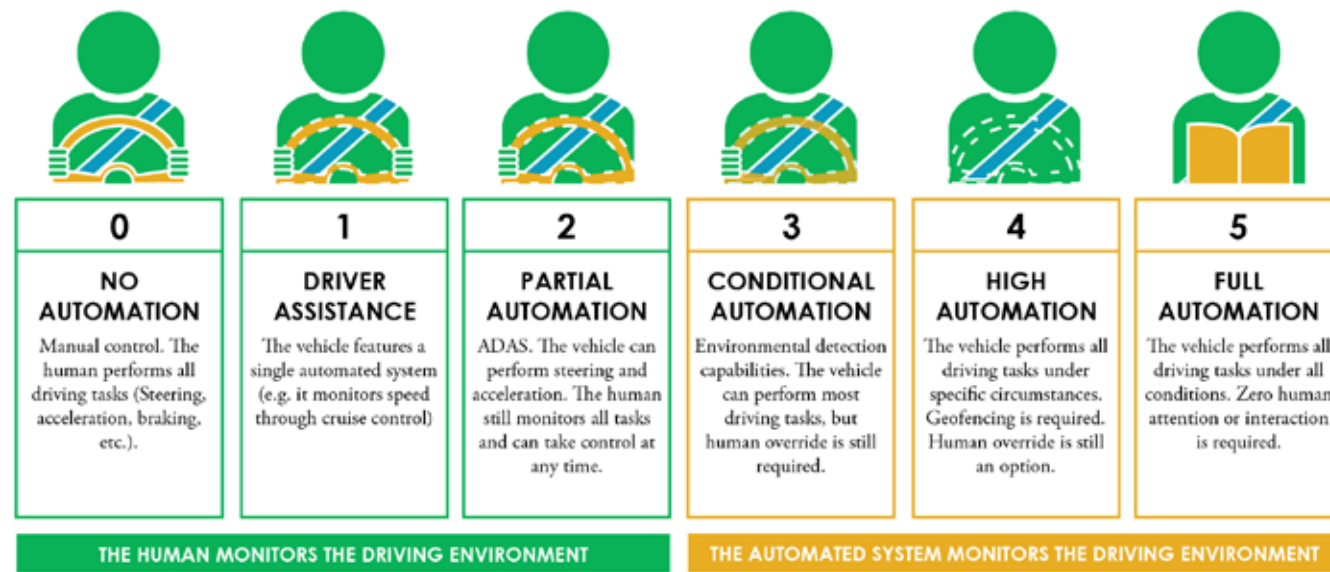 0
NO
AUTOMATION
Manual control. The
human performs all
driving tasks (Steering,
acceleration, braking,
etc.).
1
DRIVER
ASSISTANCE
The vehicle features a
single automated system
(e.g. it monitors speed
through cruise control)
2
PARTIAL
AUTOMATION
ADAS. The vehicle can
perform steering and
acceleration. The human
still monitors all tasks
and can take control at
any time.
3
CONDITIONAL
AUTOMATION
Environmental detection
capabilities. The vehicle
can perform most
driving tasks, but
human override is still
required.
4
HIGH
AUTOMATION
The vehicle performs all
driving tasks under
specific circumstances.
Geofencing is required.
Human override is still
an option.
5
FULL
AUTOMATION
The vehicle performs all
driving tasks under all
conditions. Zero human
attention or interaction
is required.
THE HUMAN MONITORS THE DRIVING ENVIRONMENT
THE AUTOMATED SYSTEM MONITORS THE DRIVING ENVIRONMENT